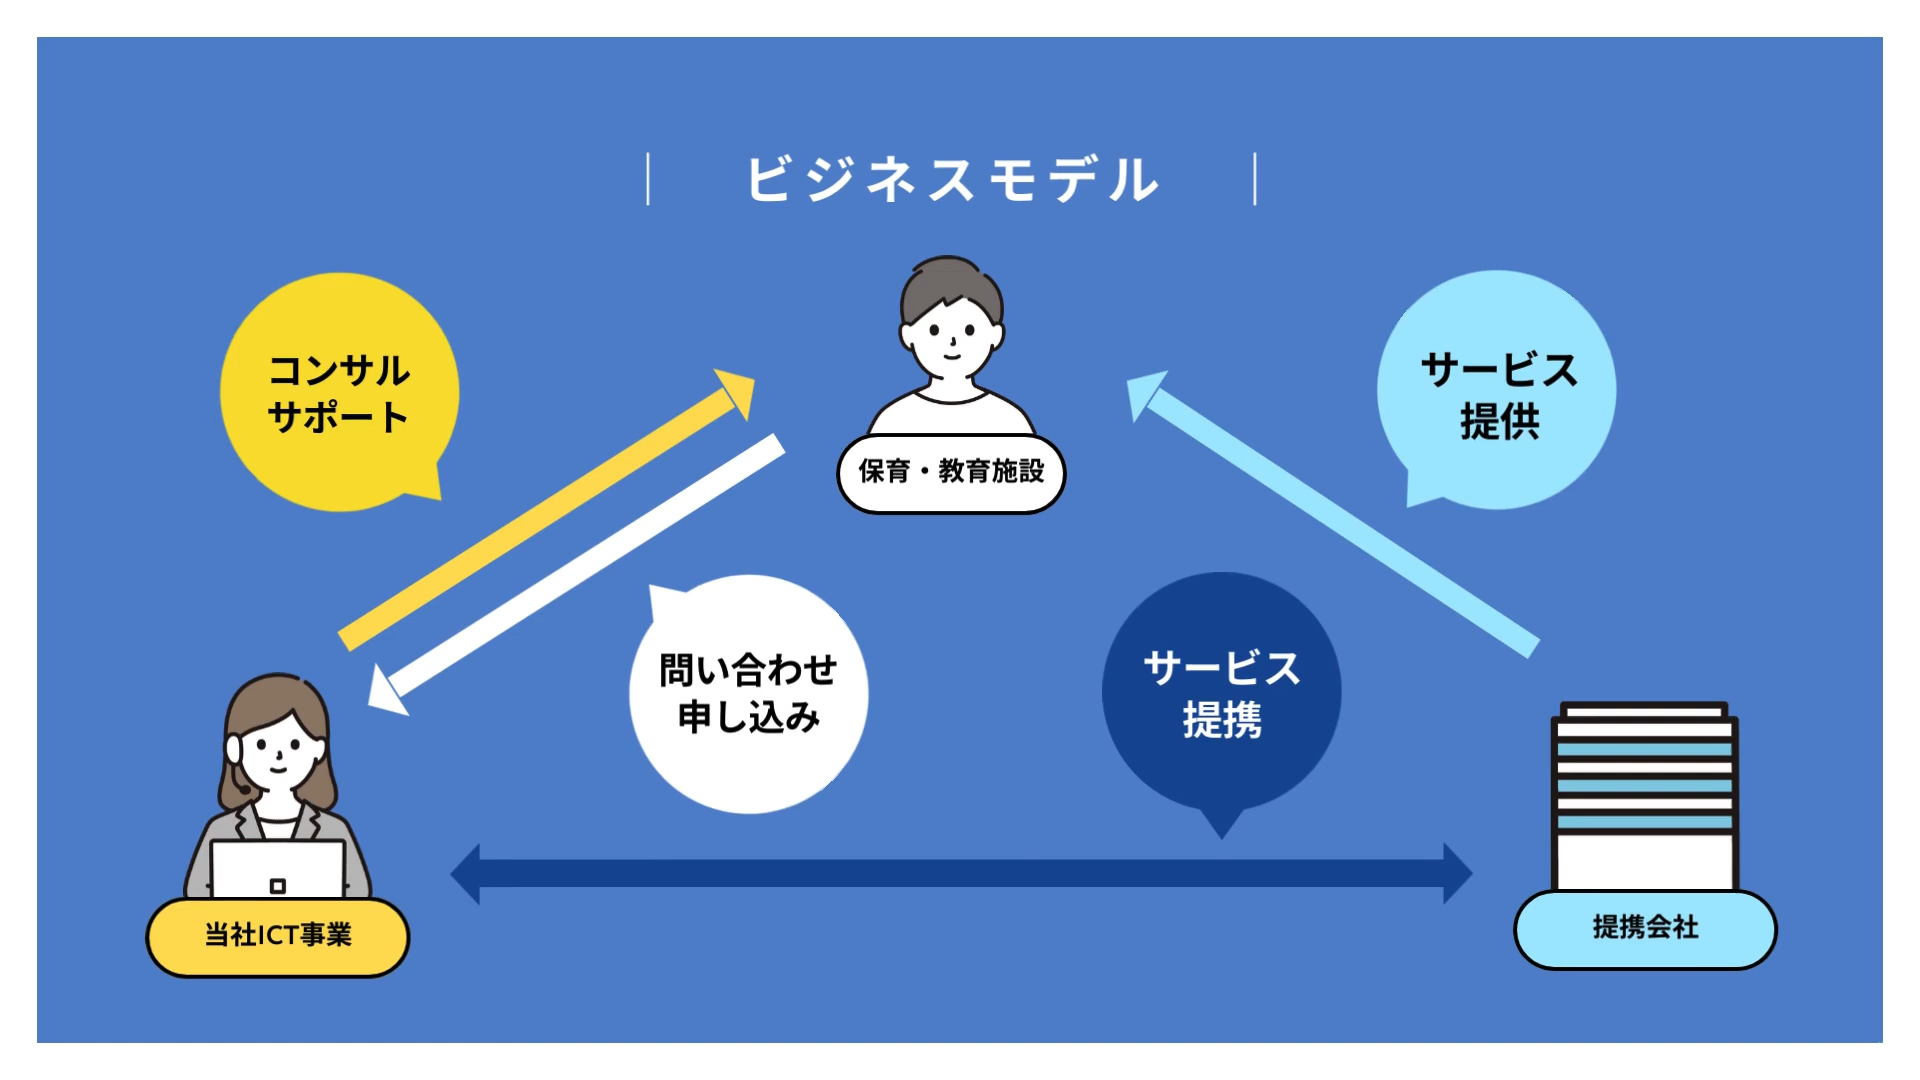 ビジネスモデル
コンサル
サポート
保育・教育施設
サービス
提供
問い合わせ
申し込み
サービス
提携
当社ICT事業
提携会社